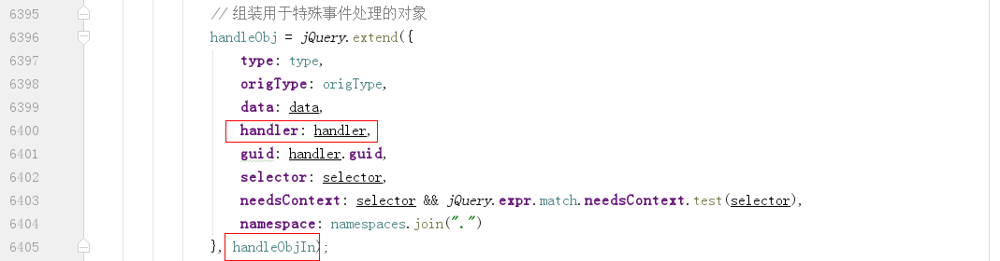 6395 // 组装用于特殊事件处理的对象
6396 handleObj = jQuery.extend({
6397 type: type,
6398 origType: origType,
6399 data: data,
6400 handler: handler,
6401 guid: handler.guid,
6402 selector: selector,
6403 needsContext: selector && jQuery.expr.match.needsContext.test(selector),
6404 namespace: namespaces.join(".")
6405 }, handleObjIn);